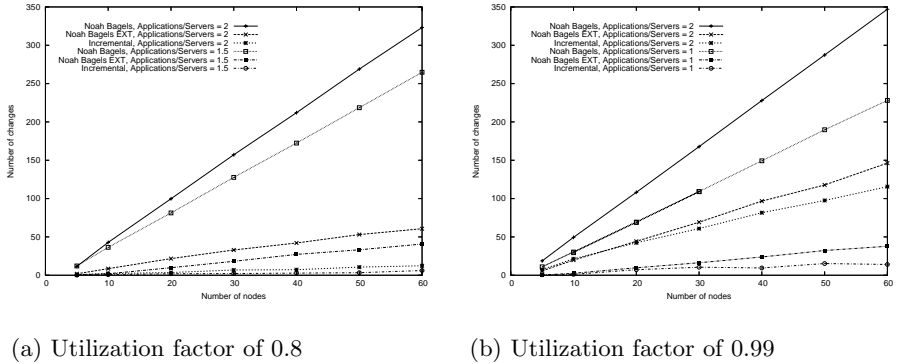 350
300
250
200
150
100
50
0
Number of changes
0 10 20 30 40 50 60
Number of nodes
Noah Bagels, Applications/Servers = 2
Noah Bagels EXT, Applications/Servers = 2
Incremental, Applications/Servers = 2
Noah Bagels, Applications/Servers = 1.5
Noah Bagels EXT, Applications/Servers = 1.5
Incremental, Applications/Servers = 1.5
(a) Utilization factor of 0.8
350
300
250
200
150
100
50
0
Number of changes
0 10 20 30 40 50 60
Number of nodes
Noah Bagels, Applications/Servers = 2
Noah Bagels EXT, Applications/Servers = 2
Incremental, Applications/Servers = 2
Noah Bagels, Applications/Servers = 1
Noah Bagels EXT, Applications/Servers = 1
Incremental, Applications/Servers = 1
(b) Utilization factor of 0.99